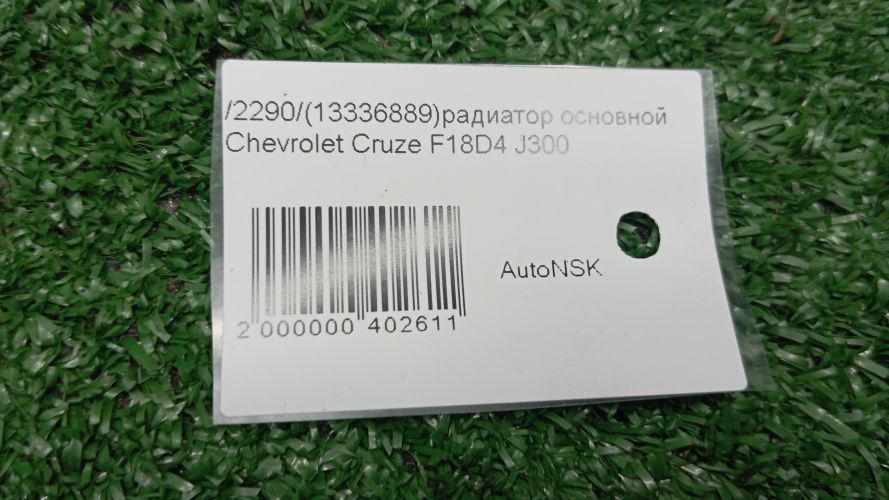 /2290/(13336889)радиатор основной
Chevrolet Cruze F18D4 J300
AutoNSK
2 000000 402611